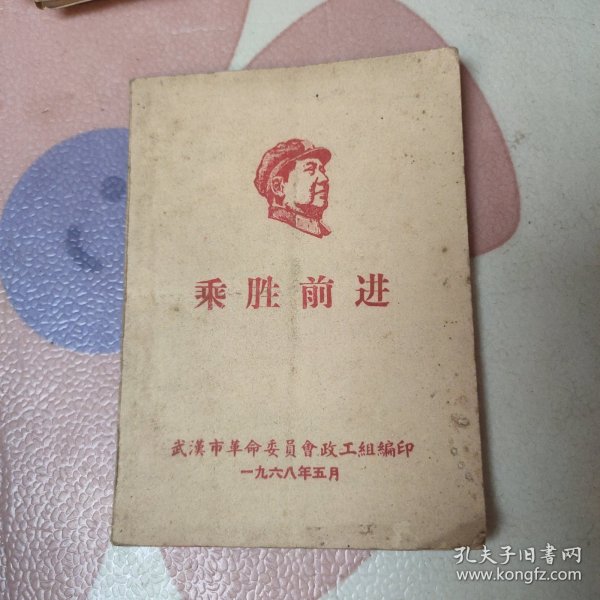 乘胜前进
武漢市革命委員會政工組編印
一九六八年五月
孔夫子旧書网
www.kongfz.com